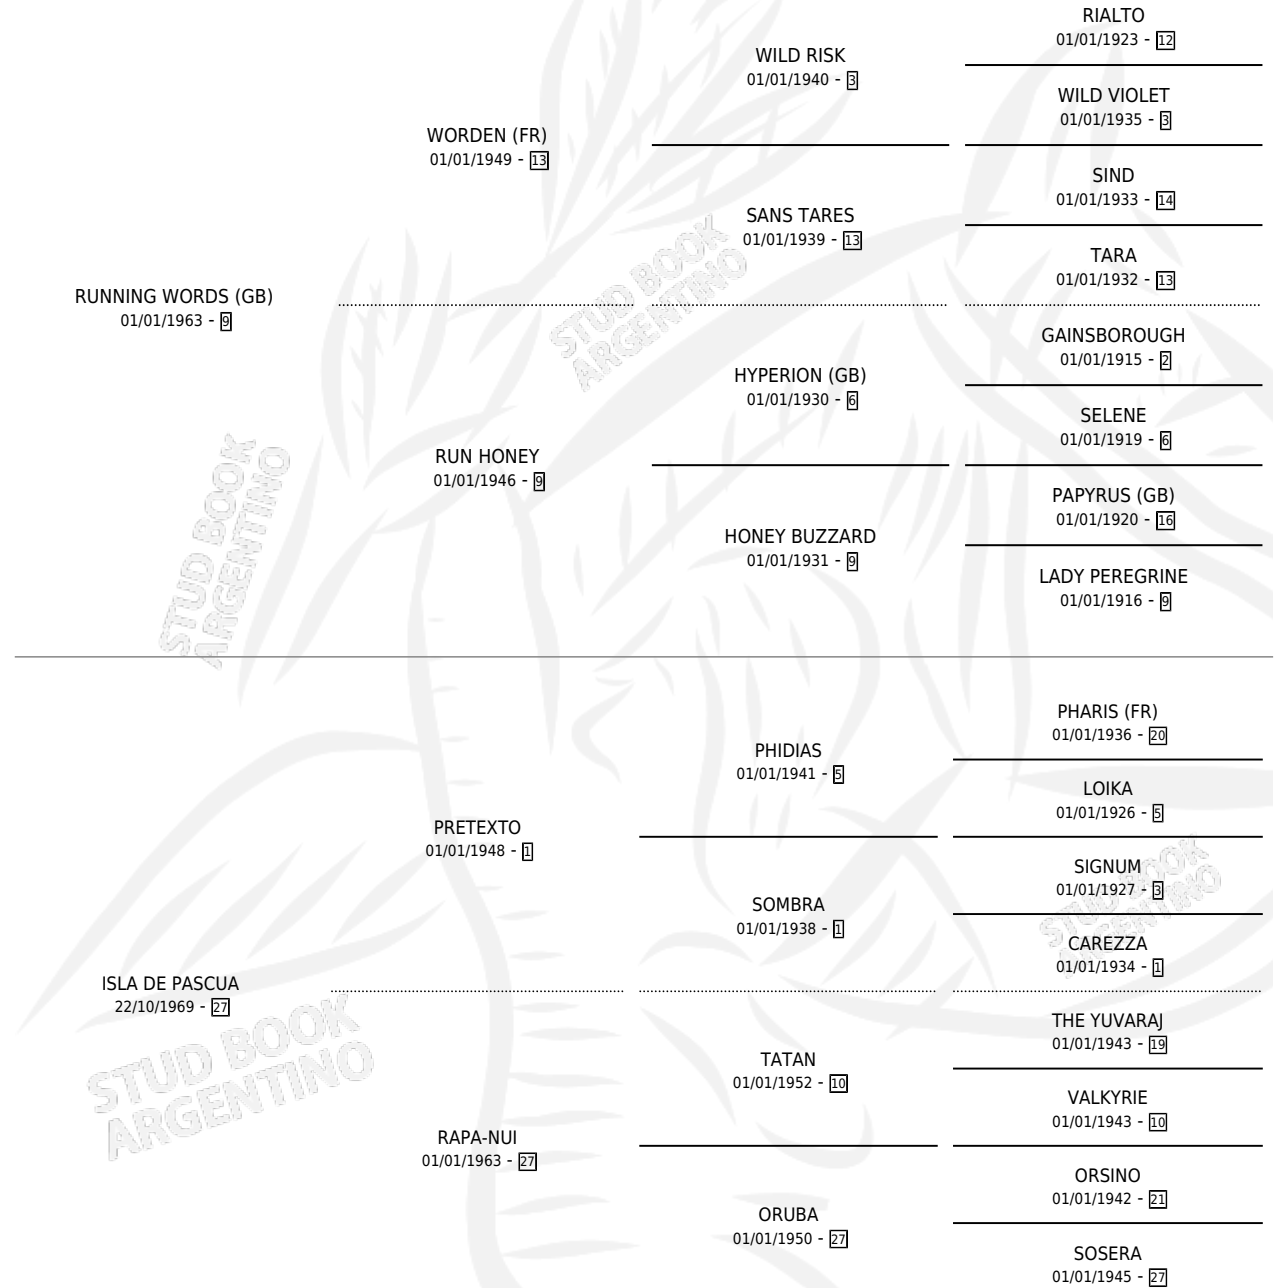 RUNNING WORDS (GB)
01/01/1963 - 9
WORDEN (FR)
01/01/1949 - 13
WILD RISK
01/01/1940 - 3
RIALTO
01/01/1923 - 12
WILD VIOLET
01/01/1935 - 3
SANS TARES
01/01/1939 - 13
SIND
01/01/1933 - 14
TARA
01/01/1932 - 13
RUN HONEY
01/01/1946 - 9
HYPERION (GB)
01/01/1930 - 6
GAINSBOROUGH
01/01/1915 - 2
SELENE
01/01/1919 - 6
HONEY BUZZARD
01/01/1931 - 9
PAPYRUS (GB)
01/01/1920 - 16
LADY PEREGRINE
01/01/1916 - 9
ISLA DE PASCUA
22/10/1969 - 27
PRETEXTO
01/01/1948 - 1
PHIDIAS
01/01/1941 - 5
PHARIS (FR)
01/01/1936 - 20
LOIKA
01/01/1926 - 5
SOMBRA
01/01/1938 - 1
SIGNUM
01/01/1927 - 3
CAREZZA
01/01/1934 - 1
RAPA-NUI
01/01/1963 - 27
TATAN
01/01/1952 - 10
THE YUVARAJ
01/01/1943 - 19
VALKYRIE
01/01/1943 - 10
ORUBA
01/01/1950 - 27
ORSINO
01/01/1942 - 21
SOSERA
01/01/1945 - 27
STUD BOOK
ARGENTINO
STUD BOOK
ARGENTINO
STUD BOOK
ARGENTINO
STUD BOOK
ARGENTINO